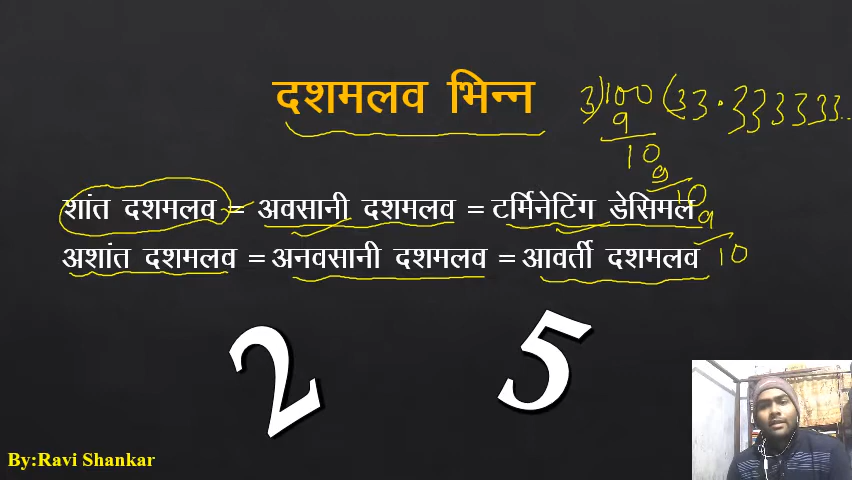 दशमलव भिन्न
3)100(33.333333...
9
10
9
10
9
10
शांत दशमलव = अवसानी दशमलव = टर्मिनेटिंग डेसिमल
अशांत दशमलव = अनवसानी दशमलव = आवर्ती दशमलव
2 5
By:Ravi Shankar